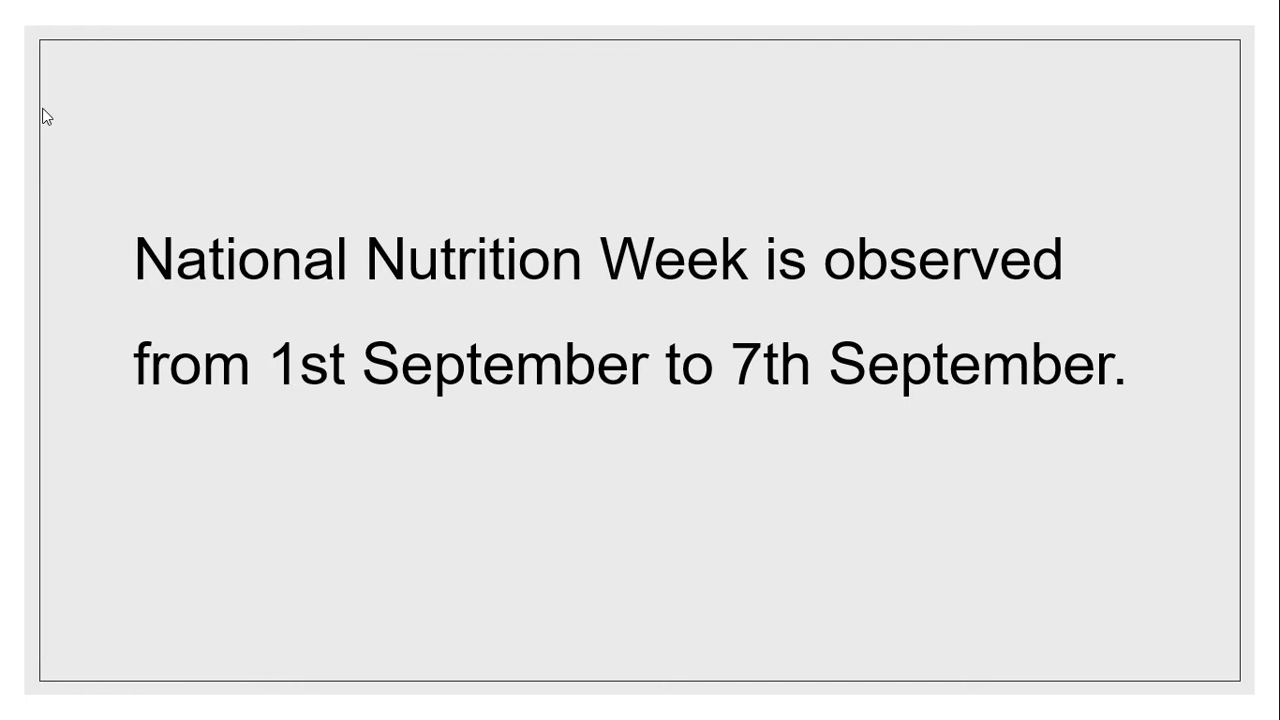 National Nutrition Week is observed
from 1st September to 7th September.